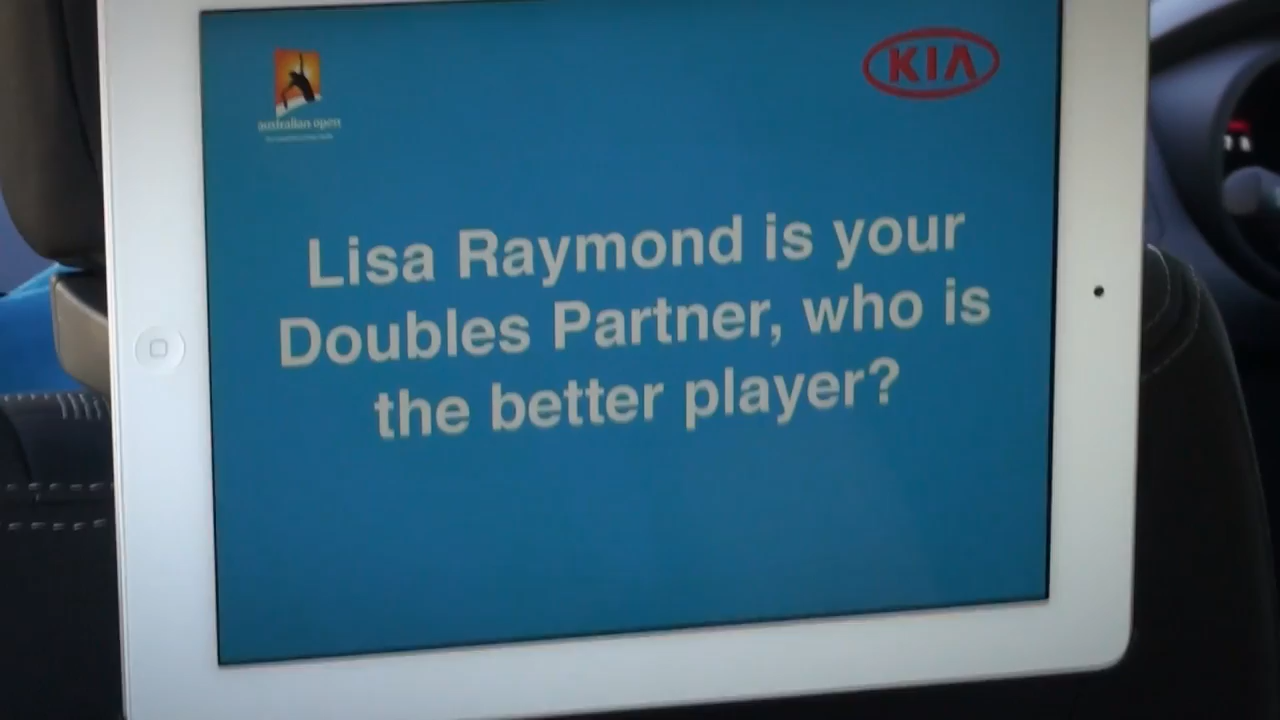 australian open
KIA
Lisa Raymond is your
Doubles Partner, who is
the better player?